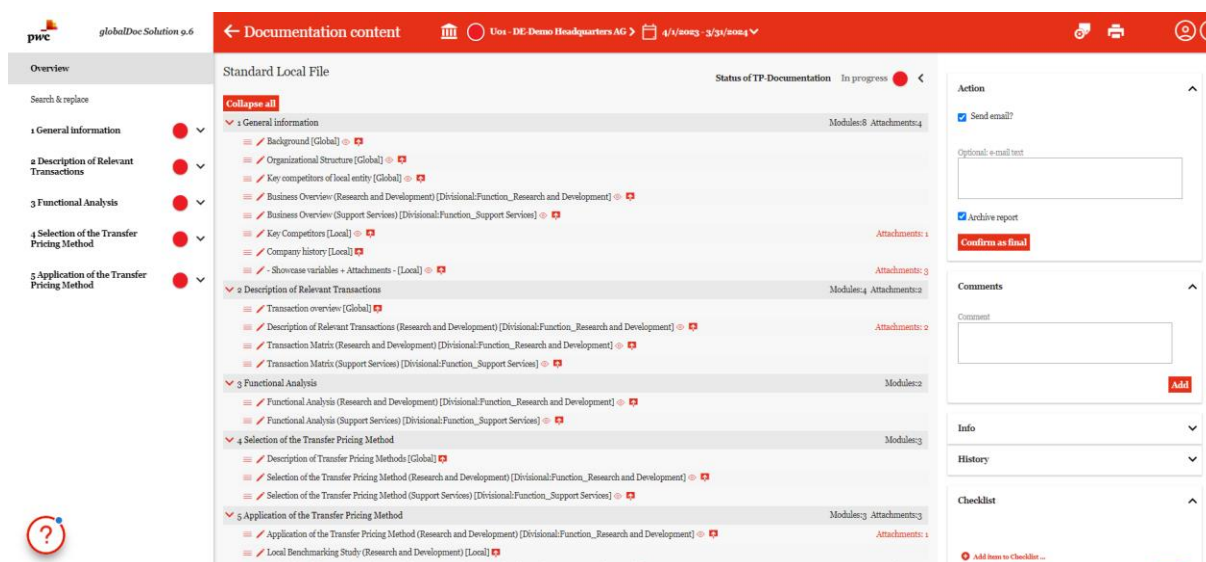 pwc
globalDoc Solution 9.6
← Documentation content
U01 - DE-Demo Headquarters AG >
4/1/2023 - 3/31/2024
Overview
Search & replace
1 General information
2 Description of Relevant
Transactions
3 Functional Analysis
4 Selection of the Transfer
Pricing Method
5 Application of the Transfer
Pricing Method
?
Standard Local File
Status of TP-Documentation In progress
Collapse all
1 General information Modules:8 Attachments:4
Background [Global]
Organizational Structure [Global]
Key competitors of local entity [Global]
Business Overview (Research and Development) [Divisional:Function_Research and Development]
Business Overview (Support Services) [Divisional:Function_Support Services]
Key Competitors [Local] Attachments: 1
Company history [Local]
- Showcase variables + Attachments - [Local] Attachments: 3
2 Description of Relevant Transactions Modules:4 Attachments:2
Transaction overview [Global]
Description of Relevant Transactions (Research and Development) [Divisional:Function_Research and Development] Attachments: 2
Transaction Matrix (Research and Development) [Divisional:Function_Research and Development]
Transaction Matrix (Support Services) [Divisional:Function_Support Services]
3 Functional Analysis Modules:2
Functional Analysis (Research and Development) [Divisional:Function_Research and Development]
Functional Analysis (Support Services) [Divisional:Function_Support Services]
4 Selection of the Transfer Pricing Method Modules:3
Description of Transfer Pricing Methods [Global]
Selection of the Transfer Pricing Method (Research and Development) [Divisional:Function_Research and Development]
Selection of the Transfer Pricing Method (Support Services) [Divisional:Function_Support Services]
5 Application of the Transfer Pricing Method Modules:3 Attachments:3
Application of the Transfer Pricing Method (Research and Development) [Divisional:Function_Research and Development] Attachments: 1
Local Benchmarking Study (Research and Development) [Local]
Action
Send email?
Optional: e-mail text
Archive report
Confirm as final
Comments
Comment
Add
Info
History
Checklist
Add item to Checklist ...